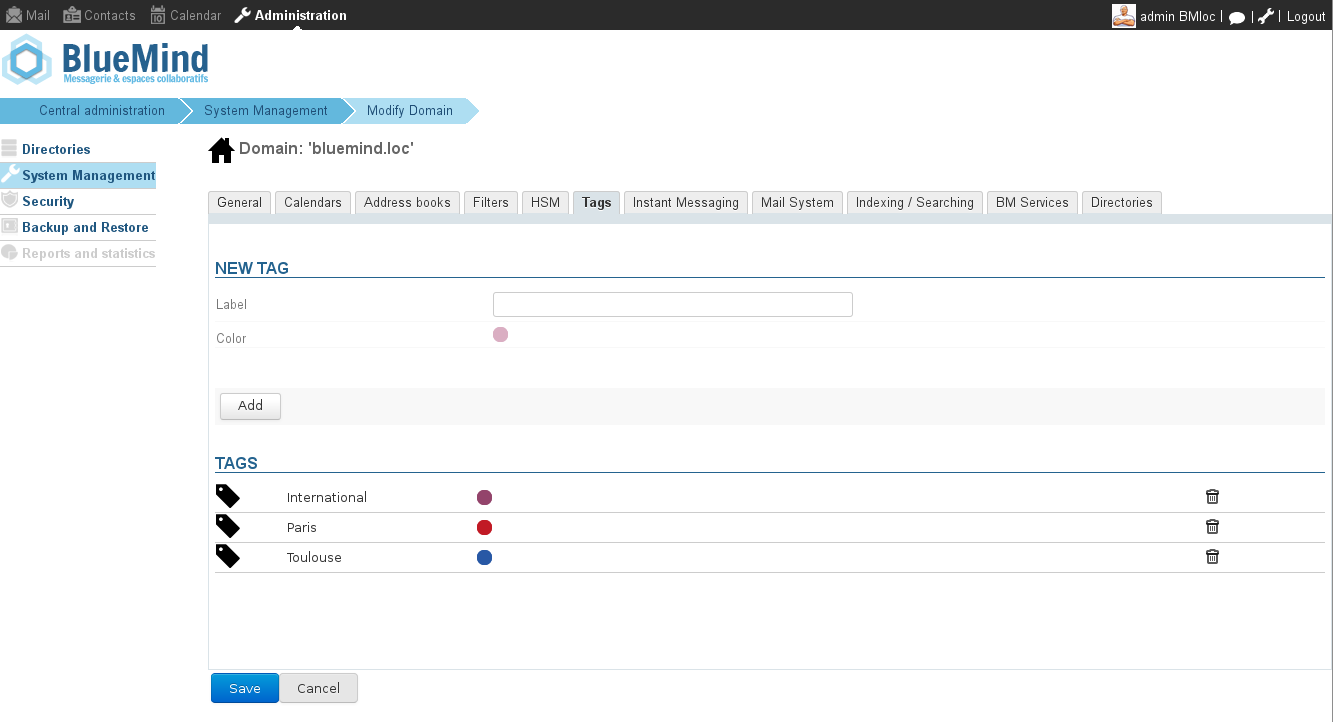 Mail Contacts Calendar Administration admin BMloc | | | Logout
BlueMind
Messagerie & espaces collaboratifs
Central administration System Management Modify Domain
Directories
System Management
Security
Backup and Restore
Reports and statistics
Domain: 'bluemind.loc'
General Calendars Address books Filters HSM Tags Instant Messaging Mail System Indexing / Searching BM Services Directories
NEW TAG
Label
Color
Add
TAGS
International
Paris
Toulouse
Save Cancel